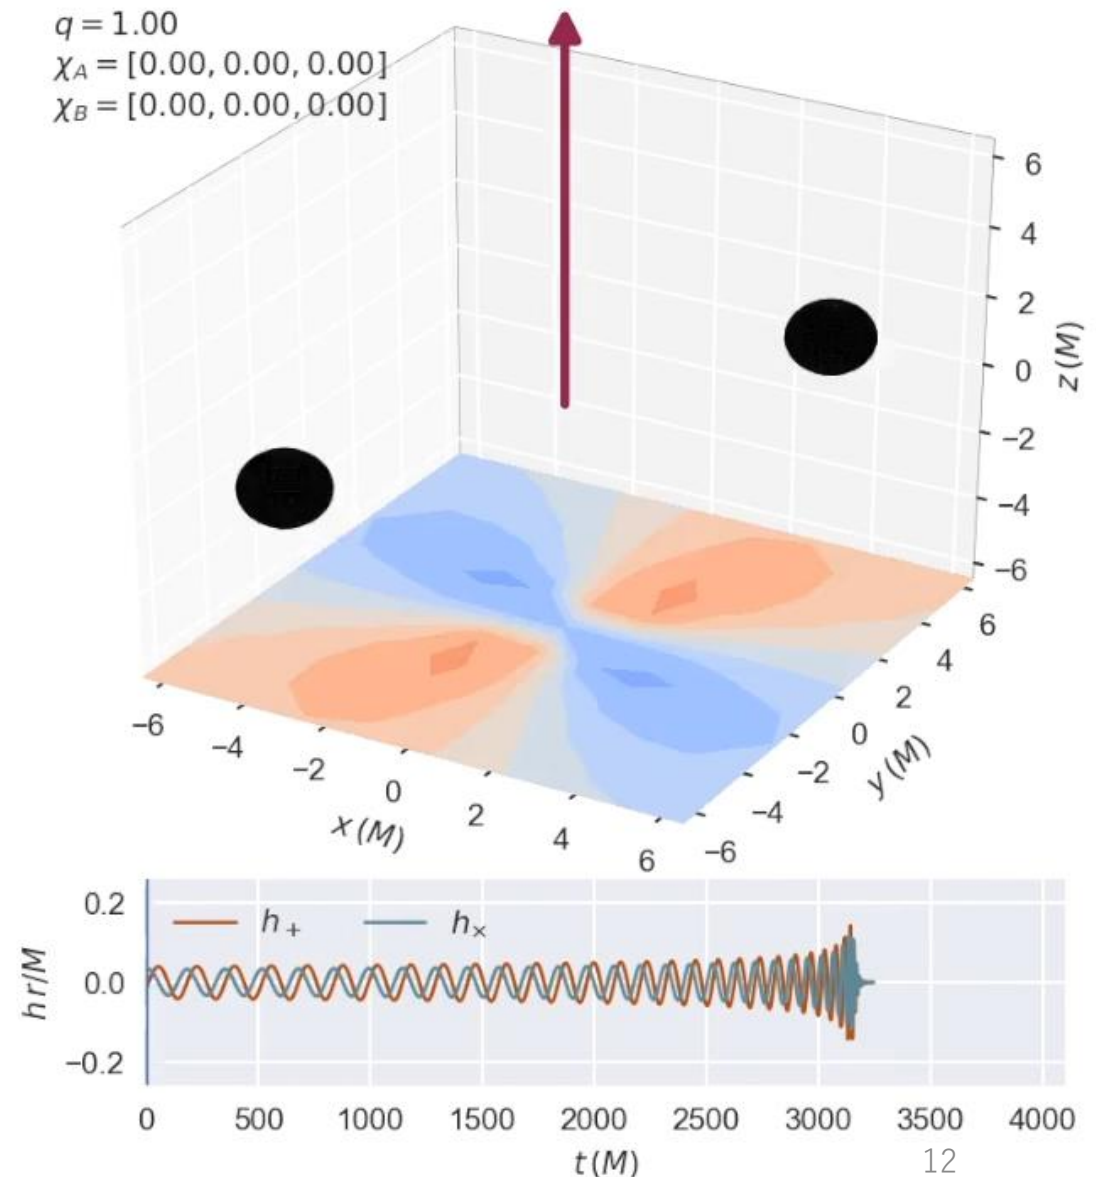 q = 1.00
χA = [0.00, 0.00, 0.00]
χB = [0.00, 0.00, 0.00]
6
4
2
0
−2
−4
−6
z (M)
−6
−4
−2
0
2
4
6
x (M)
6
4
2
0
−2
−4
−6
y (M)
0.2
0.0
−0.2
hr/M
h+
h×
0 500 1000 1500 2000 2500 3000 3500 4000
t (M)
12